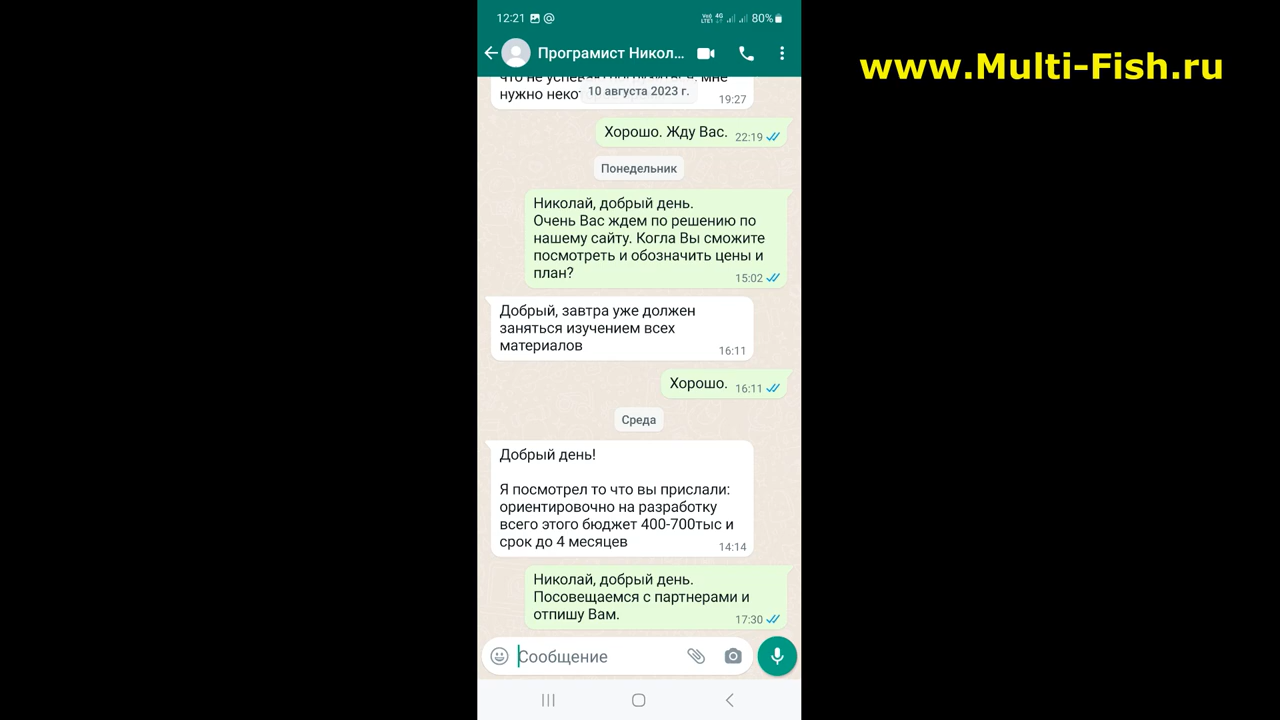 12:21
80%
www.Multi-Fish.ru
Програмист Никол...
нужно
10 августа 2023 г.
19:27
Хорошо. Жду Вас.
22:19
Понедельник
Николай, добрый день.
Очень Вас ждем по решению по
нашему сайту. Когла Вы сможите
посмотреть и обозначить цены и
план?
15:02
Добрый, завтра уже должен
заняться изучением всех
материалов
16:11
Хорошо.
16:11
Среда
Добрый день!
Я посмотрел то что вы прислали:
ориентировочно на разработку
всего этого бюджет 400-700тыс и
срок до 4 месяцев
14:14
Николай, добрый день.
Посовещаемся с партнерами и
отпишу Вам.
17:30
Сообщение